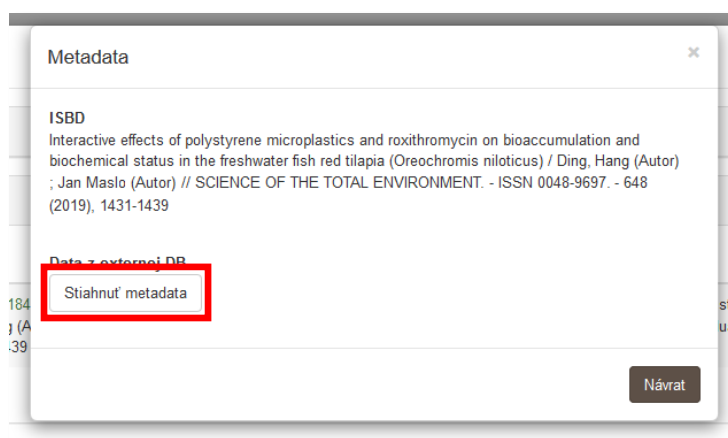 Metadata ×
ISBD
Interactive effects of polystyrene microplastics and roxithromycin on bioaccumulation and
biochemical status in the freshwater fish red tilapia (Oreochromis niloticus) / Ding, Hang (Autor)
; Jan Maslo (Autor) // SCIENCE OF THE TOTAL ENVIRONMENT. - ISSN 0048-9697. - 648
(2019), 1431-1439
Data z externej DB
Stiahnuť metadata
184
g (A
39
Návrat